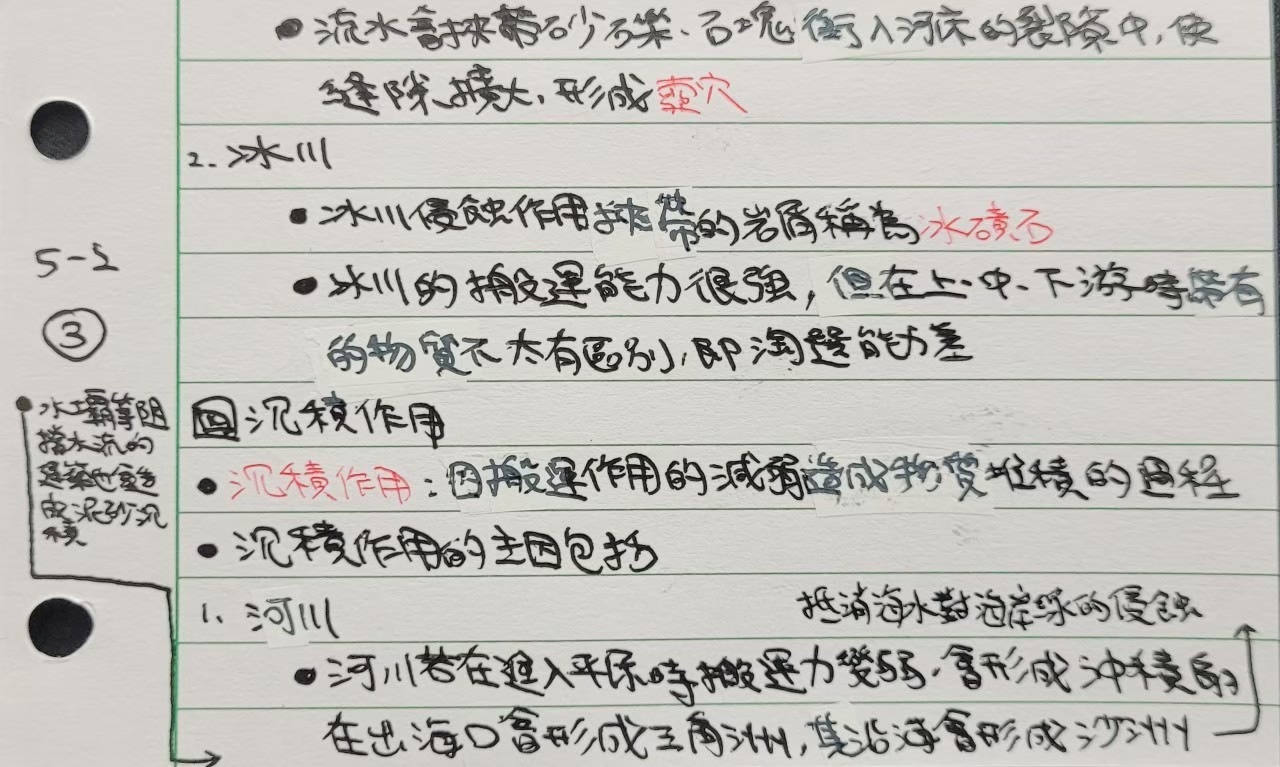 • 流水會挾帶砂石礫、石塊衝入河床的裂隙中，使
縫隙擴大，形成壺穴
2. 冰川
• 冰川侵蝕作用挾帶的岩屑稱為冰磧石
• 冰川的搬運能力很強，但在上、中、下游時帶有
的物質不太有區別，即淘選能力差
5-2
③
四 沉積作用
• 沉積作用：因搬運作用的減弱造成物質堆積的過程
• 沉積作用的主因包括
1. 河川
抵消海水對海岸線的侵蝕
• 河川若在進入平原時搬運力變弱，會形成沖積扇
在出海口會形成三角洲，其沿海會形成沙洲
• 水壩等阻
擋水流的
建築也會造
成泥砂沉
積